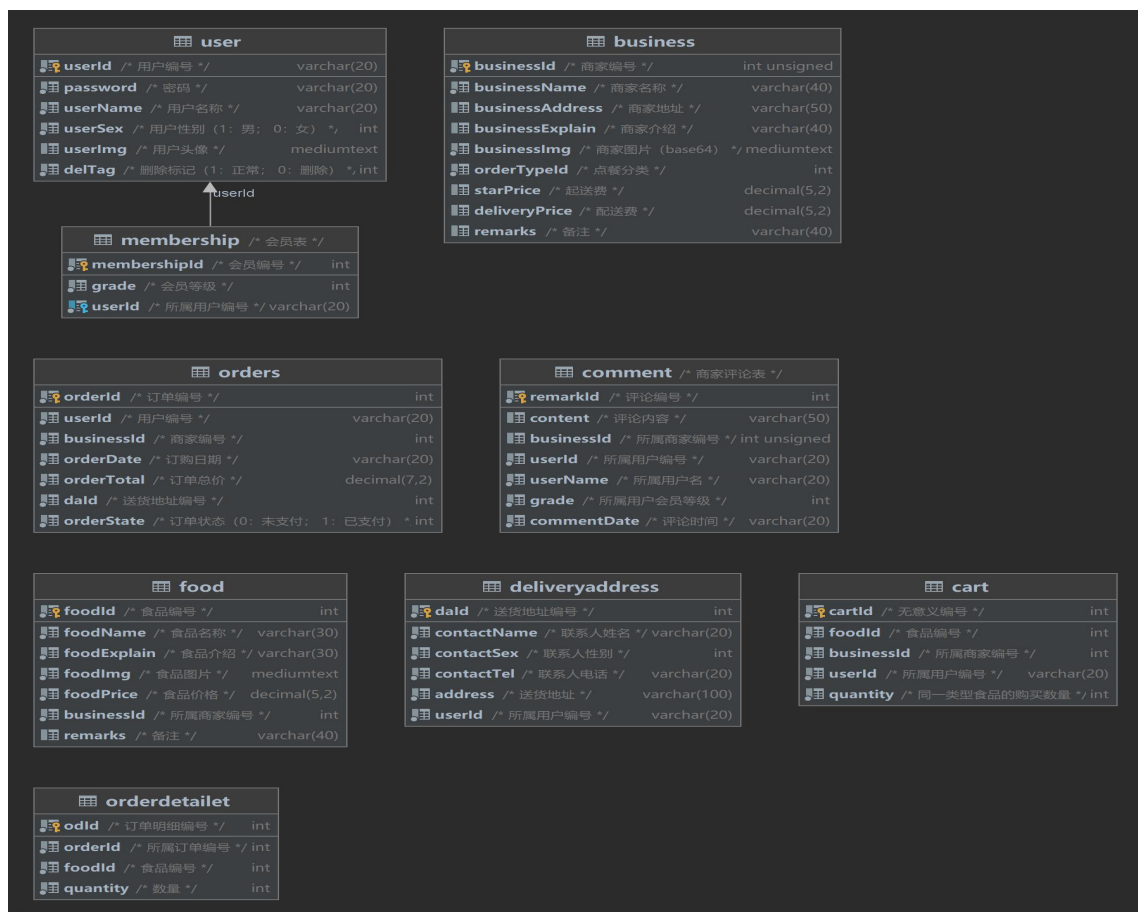 user
userId /* 用户编号 */ varchar(20)
password /* 密码 */ varchar(20)
userName /* 用户名称 */ varchar(20)
userSex /* 用户性别（1：男； 0：女） */ int
userImg /* 用户头像 */ mediumtext
delTag /* 删除标记（1：正常； 0：删除） *, int
userId
membership /* 会员表 */
membershipId /* 会员编号 */ int
grade /* 会员等级 */ int
userId /* 所属用户编号 */ varchar(20)
business
businessId /* 商家编号 */ int unsigned
businessName /* 商家名称 */ varchar(40)
businessAddress /* 商家地址 */ varchar(50)
businessExplain /* 商家介绍 */ varchar(40)
businessImg /* 商家图片（base64） */ mediumtext
orderTypeId /* 点餐分类 */ int
starPrice /* 起送费 */ decimal(5,2)
deliveryPrice /* 配送费 */ decimal(5,2)
remarks /* 备注 */ varchar(40)
orders
orderId /* 订单编号 */ int
userId /* 用户编号 */ varchar(20)
businessId /* 商家编号 */ int
orderDate /* 订购日期 */ varchar(20)
orderTotal /* 订单总价 */ decimal(7,2)
daId /* 送货地址编号 */ int
orderState /* 订单状态（0：未支付； 1：已支付） * int
comment /* 商家评论表 */
remarkId /* 评论编号 */ int
content /* 评论内容 */ varchar(50)
businessId /* 所属商家编号 */ int unsigned
userId /* 所属用户编号 */ varchar(20)
userName /* 所属用户名 */ varchar(20)
grade /* 所属用户会员等级 */ int
commentDate /* 评论时间 */ varchar(20)
food
foodId /* 食品编号 */ int
foodName /* 食品名称 */ varchar(30)
foodExplain /* 食品介绍 */ varchar(30)
foodImg /* 食品图片 */ mediumtext
foodPrice /* 食品价格 */ decimal(5,2)
businessId /* 所属商家编号 */ int
remarks /* 备注 */ varchar(40)
deliveryaddress
daId /* 送货地址编号 */ int
contactName /* 联系人姓名 */ varchar(20)
contactSex /* 联系人性别 */ int
contactTel /* 联系人电话 */ varchar(20)
address /* 送货地址 */ varchar(100)
userId /* 所属用户编号 */ varchar(20)
cart
cartId /* 无意义编号 */ int
foodId /* 食品编号 */ int
businessId /* 所属商家编号 */ int
userId /* 所属用户编号 */ varchar(20)
quantity /* 同一类型食品的购买数量 */ int
orderdetailet
odId /* 订单明细编号 */ int
orderId /* 所属订单编号 */ int
foodId /* 食品编号 */ int
quantity /* 数量 */ int